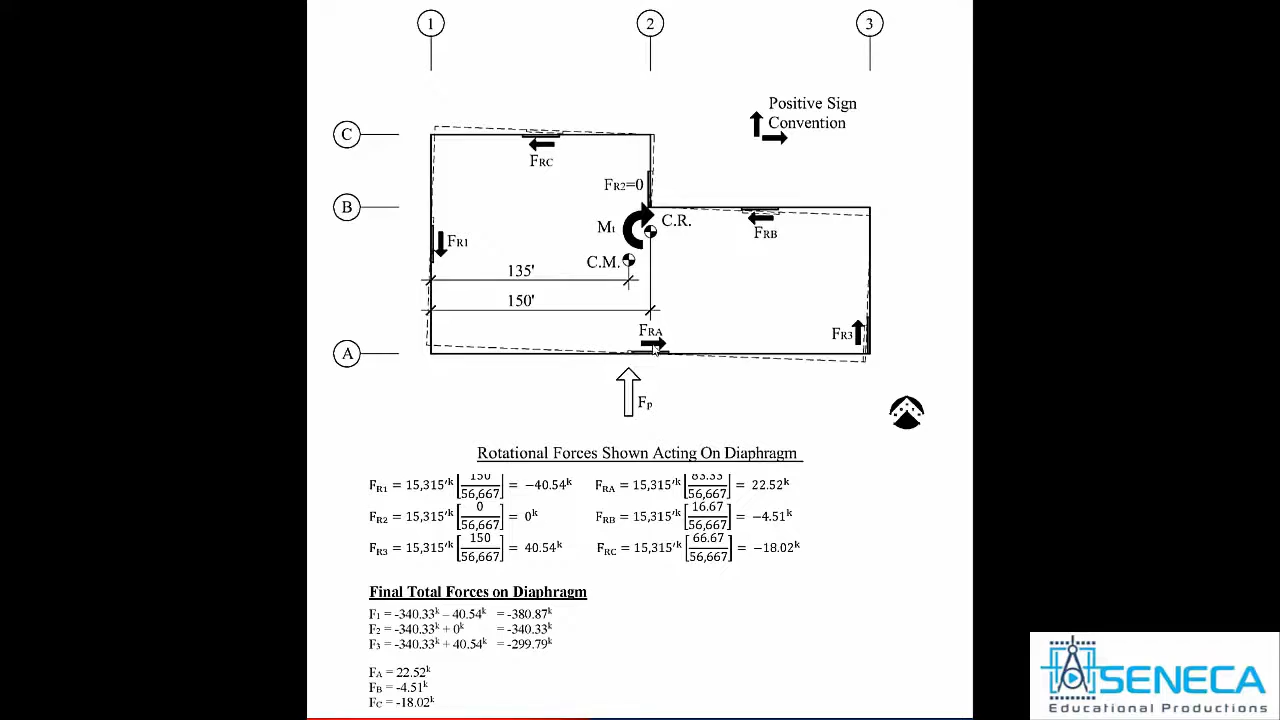 1 2 3
Positive Sign
Convention
C
FRC
FR2=0
B
C.R.
Mt
FRB
FR1
C.M.
135'
150'
FRA
FR3
A
Fp
N O T R
Rotational Forces Shown Acting On Diaphragm
FR1 = 15,315′ᵏ [150/56,667] = −40.54ᵏ FRA = 15,315′ᵏ [83.33/56,667] = 22.52ᵏ
FR2 = 15,315′ᵏ [0/56,667] = 0ᵏ FRB = 15,315′ᵏ [16.67/56,667] = −4.51ᵏ
FR3 = 15,315′ᵏ [150/56,667] = 40.54ᵏ FRC = 15,315′ᵏ [66.67/56,667] = −18.02ᵏ
Final Total Forces on Diaphragm
F1 = -340.33ᵏ – 40.54ᵏ = -380.87ᵏ
F2 = -340.33ᵏ + 0ᵏ = -340.33ᵏ
F3 = -340.33ᵏ + 40.54ᵏ = -299.79ᵏ
FA = 22.52ᵏ
FB = -4.51ᵏ
FC = -18.02ᵏ
SENECA
Educational Productions